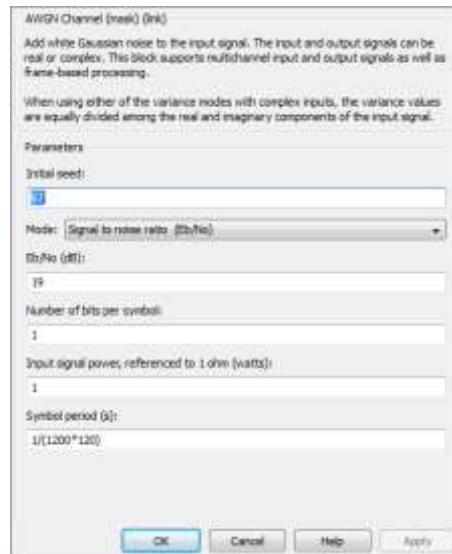 AWGN Channel (mask) (link)
Add white Gaussian noise to the input signal. The input and output signals can be
real or complex. This block supports multichannel input and output signals as well as
frame-based processing.
When using either of the variance modes with complex inputs, the variance values
are equally divided among the real and imaginary components of the input signal.
Parameters
Initial seed:
Mode: Signal to noise ratio (Eb/No)
Eb/No (dB):
19
Number of bits per symbol:
1
Input signal power, referenced to 1 ohm (watts):
1
Symbol period (s):
1/(1200*120)
OK Cancel Help Apply